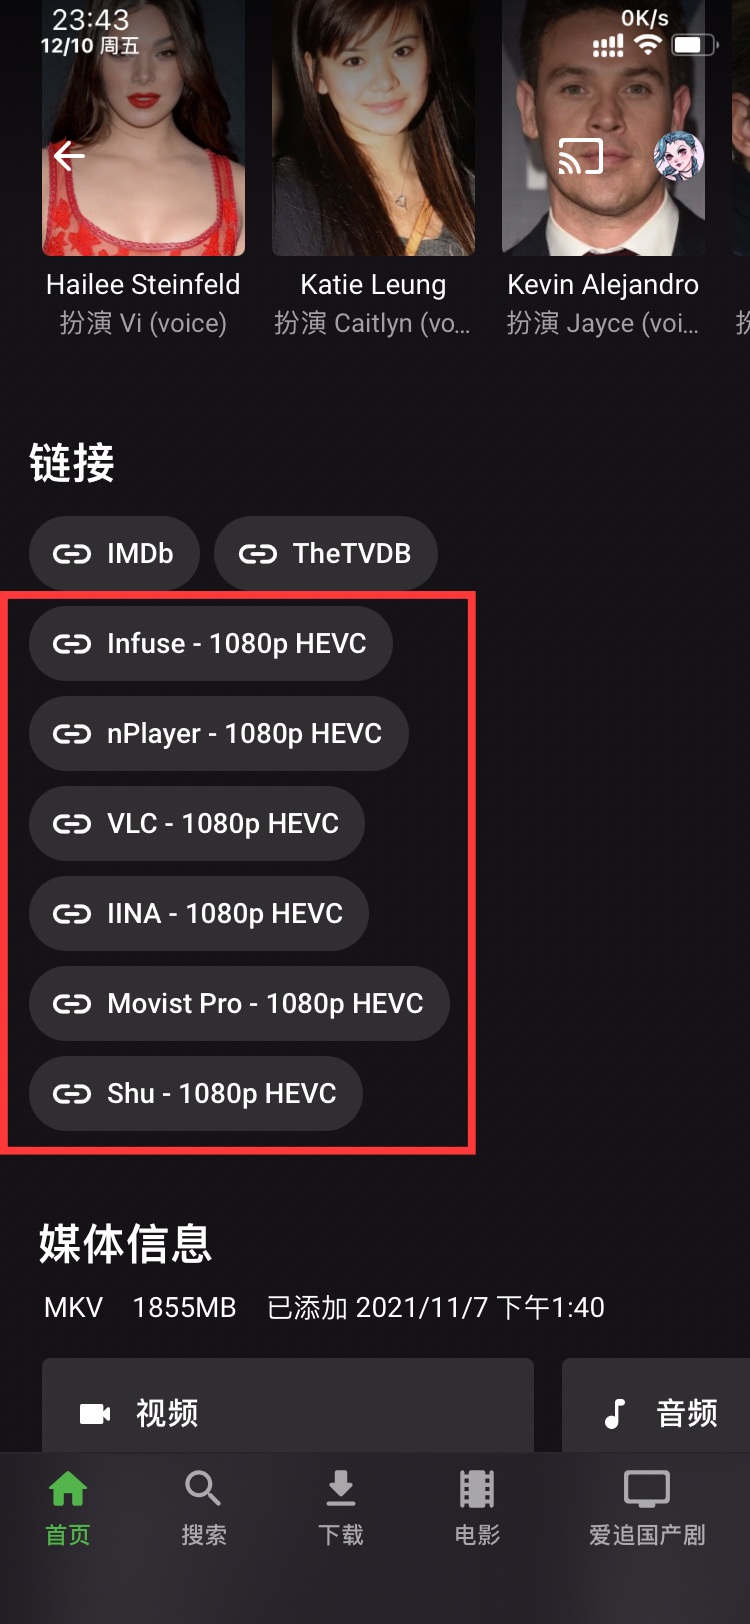 23:43
0K/s
12/10 周五
Hailee Steinfeld
Katie Leung
Kevin Alejandro
扮演 Vi (voice)
扮演 Caitlyn (vo...
扮演 Jayce (voi...
链接
IMDb
TheTVDB
Infuse - 1080p HEVC
nPlayer - 1080p HEVC
VLC - 1080p HEVC
IINA - 1080p HEVC
Movist Pro - 1080p HEVC
Shu - 1080p HEVC
媒体信息
MKV 1855MB 已添加 2021/11/7 下午1:40
视频
音频
首页
搜索
下载
电影
爱追国产剧